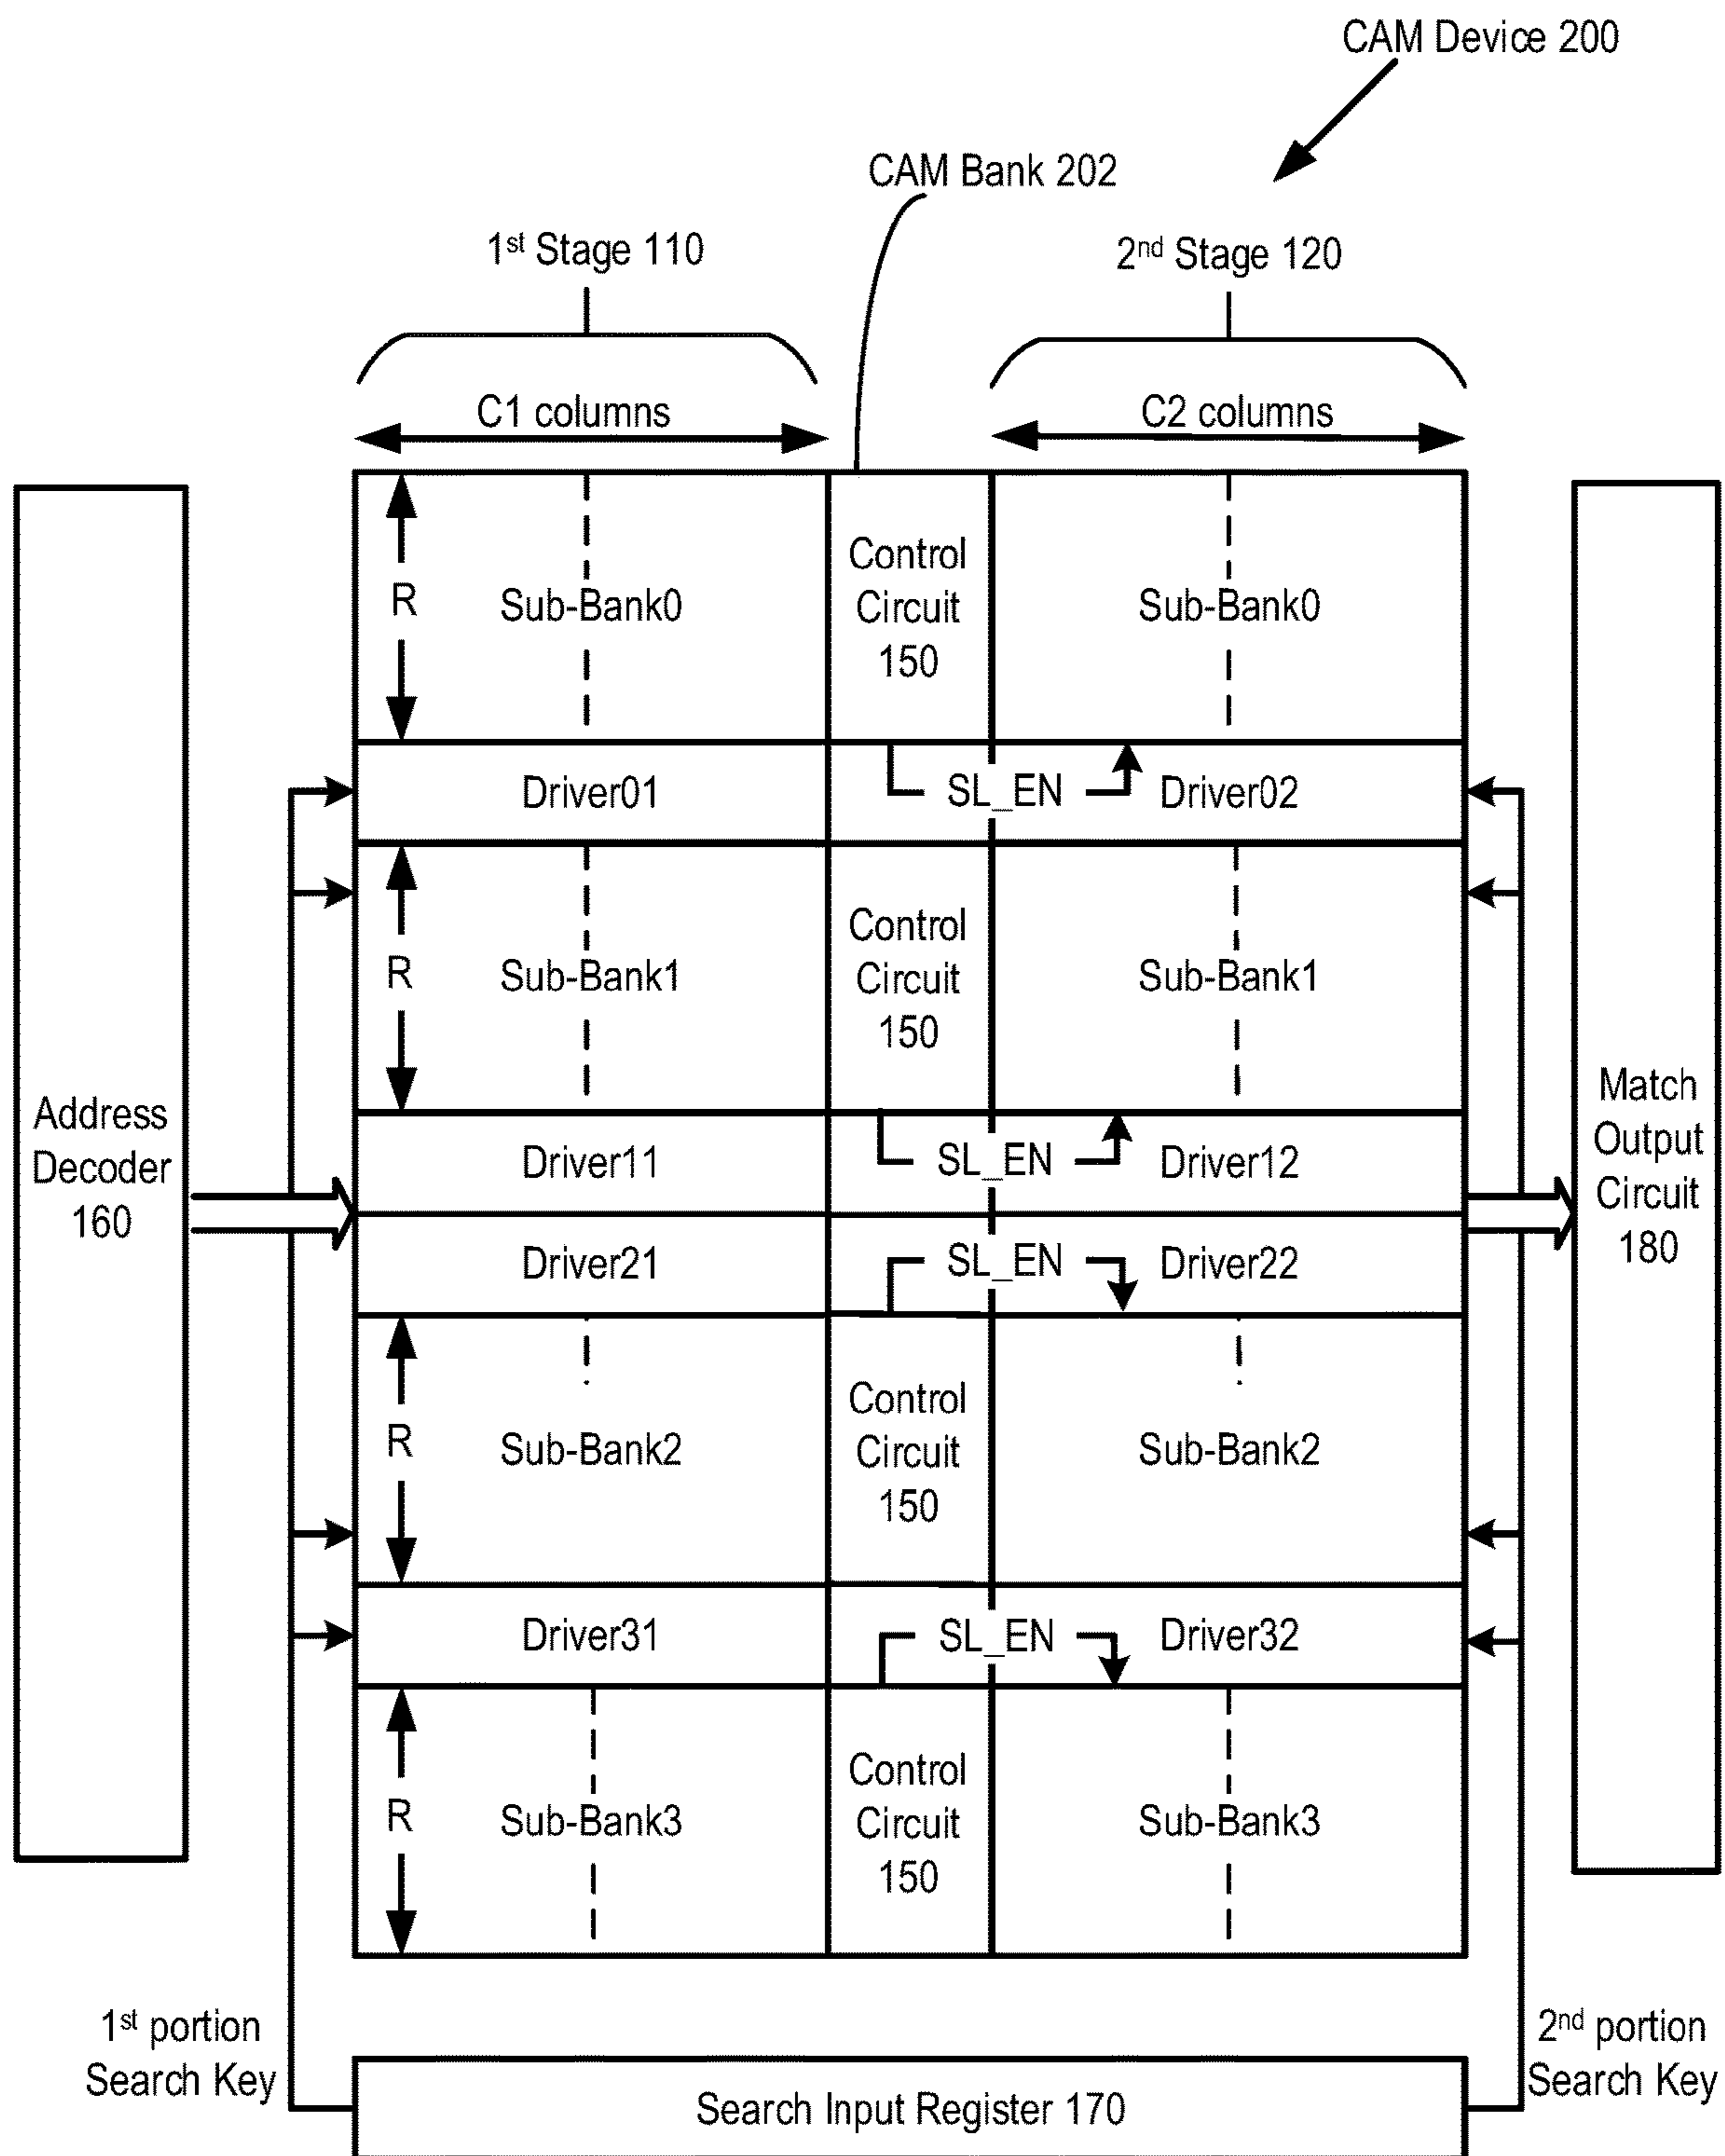 CAM Device 200
CAM Bank 202
1st Stage 110
2nd Stage 120
C1 columns
C2 columns
R
Sub-Bank0
Control
Circuit
150
Sub-Bank0
Driver01
SL_EN
Driver02
R
Sub-Bank1
Control
Circuit
150
Sub-Bank1
Address
Decoder
160
Driver11
SL_EN
Driver12
Match
Output
Circuit
180
Driver21
SL_EN
Driver22
R
Sub-Bank2
Control
Circuit
150
Sub-Bank2
Driver31
SL_EN
Driver32
R
Sub-Bank3
Control
Circuit
150
Sub-Bank3
1st portion
Search Key
2nd portion
Search Key
Search Input Register 170